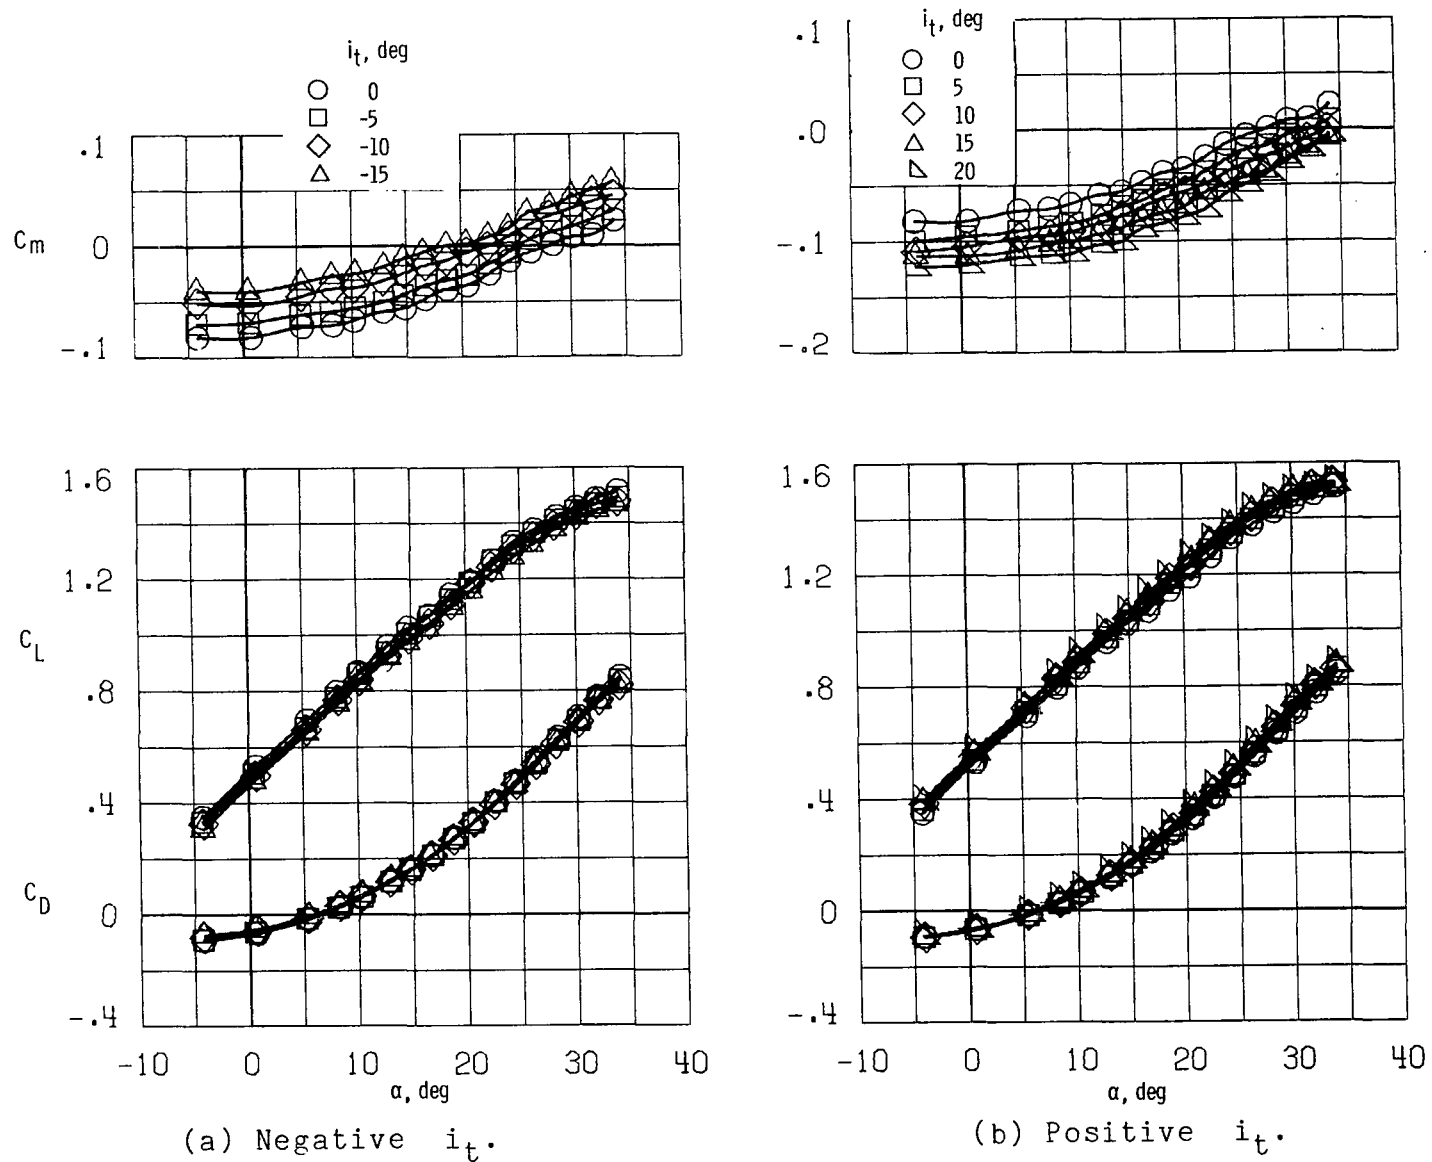 i_t, deg
0
-5
-10
-15
.1
0
-.1
C_m
i_t, deg
0
5
10
15
20
.1
.0
-.1
-.2
1.6
1.2
.8
.4
0
-.4
C_L
C_D
-10 0 10 20 30 40
α, deg
(a) Negative i_t.
1.6
1.2
.8
.4
0
-.4
-10 0 10 20 30 40
α, deg
(b) Positive i_t.